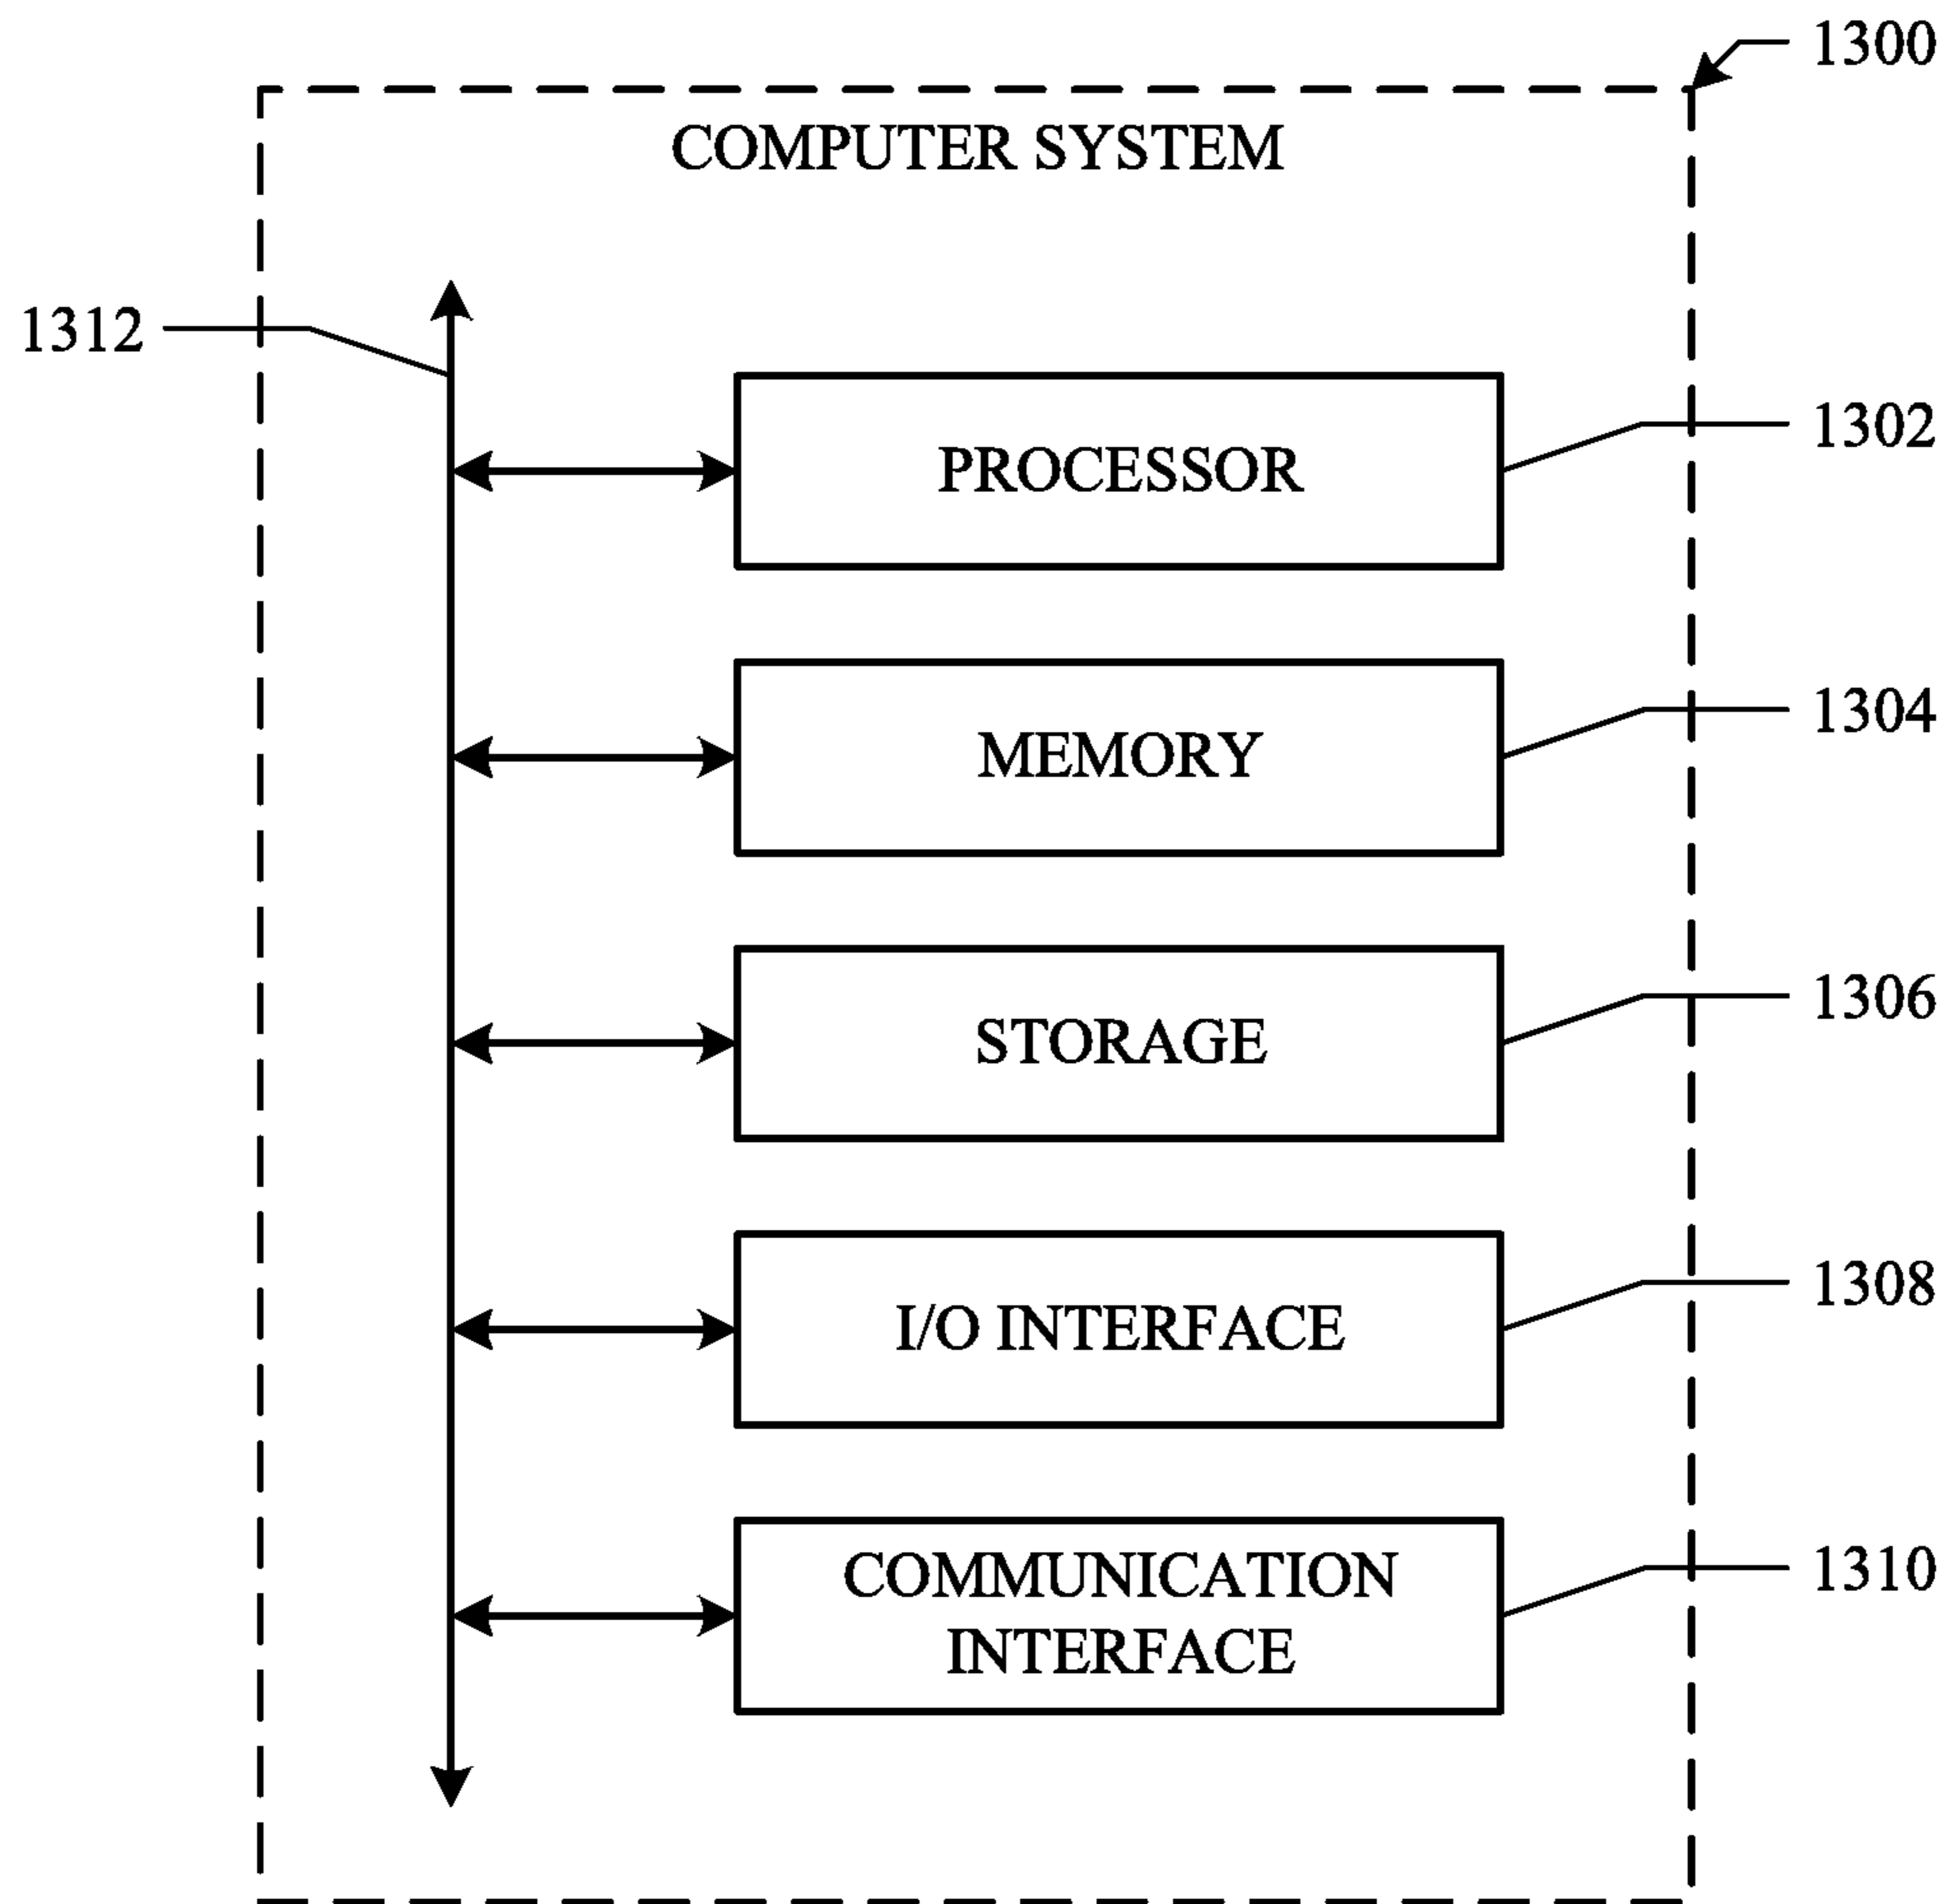 1300
COMPUTER SYSTEM
1312
1302
PROCESSOR
1304
MEMORY
1306
STORAGE
1308
I/O INTERFACE
1310
COMMUNICATION
INTERFACE